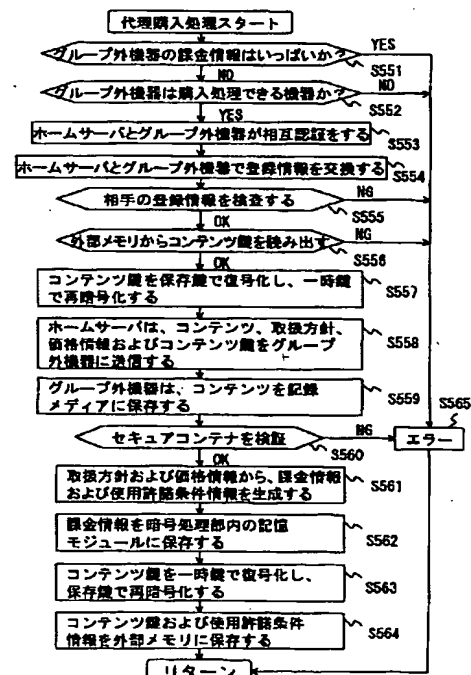 代理購入処理スタート
グループ外機器の課金情報はいっぱいか?
YES
S551
NO
グループ外機器は購入処理できる機器か?
NO
S552
YES
ホームサーバとグループ外機器が相互認証をする
S553
ホームサーバとグループ外機器で登録情報を交換する
S554
相手の登録情報を検査する
NG
S555
OK
外部メモリからコンテンツ鍵を読み出す
NG
S556
OK
コンテンツ鍵を保存鍵で復号化し、一時鍵
で再暗号化する
S557
ホームサーバは、コンテンツ、取扱方針、
価格情報およびコンテンツ鍵をグループ
外機器に送信する
S558
グループ外機器は、コンテンツを記録
メディアに保存する
S559
セキュアコンテナを検証
NG
S560
エラー
S565
OK
取扱方針および価格情報から、課金情報
および使用許諾条件情報を生成する
S561
課金情報を暗号処理部内の記憶
モジュールに保存する
S562
コンテンツ鍵を一時鍵で復号化し、
保存鍵で再暗号化する
S563
コンテンツ鍵および使用許諾条件
情報を外部メモリに保存する
S564
リターン